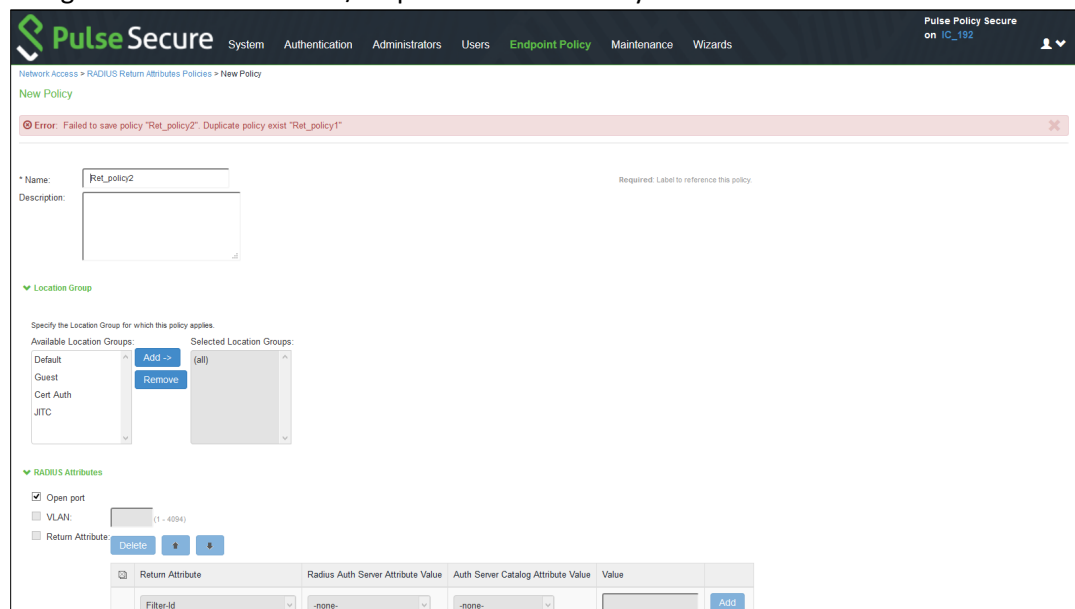 Pulse Secure System Authentication Administrators Users Endpoint Policy Maintenance Wizards
Pulse Policy Secure
on IC_192
Network Access > RADIUS Return Attributes Policies > New Policy
New Policy
Error: Failed to save policy "Ret_policy2". Duplicate policy exist "Ret_policy1"
* Name: Ret_policy2 Required: Label to reference this policy.
Description:
Location Group
Specify the Location Group for which this policy applies.
Available Location Groups: Selected Location Groups:
Default Add -> (all)
Guest Remove
Cert Auth
JITC
RADIUS Attributes
Open port
VLAN: (1 - 4094)
Return Attribute:
Delete
Return Attribute Radius Auth Server Attribute Value Auth Server Catalog Attribute Value Value
Filter-Id -none- -none- Add